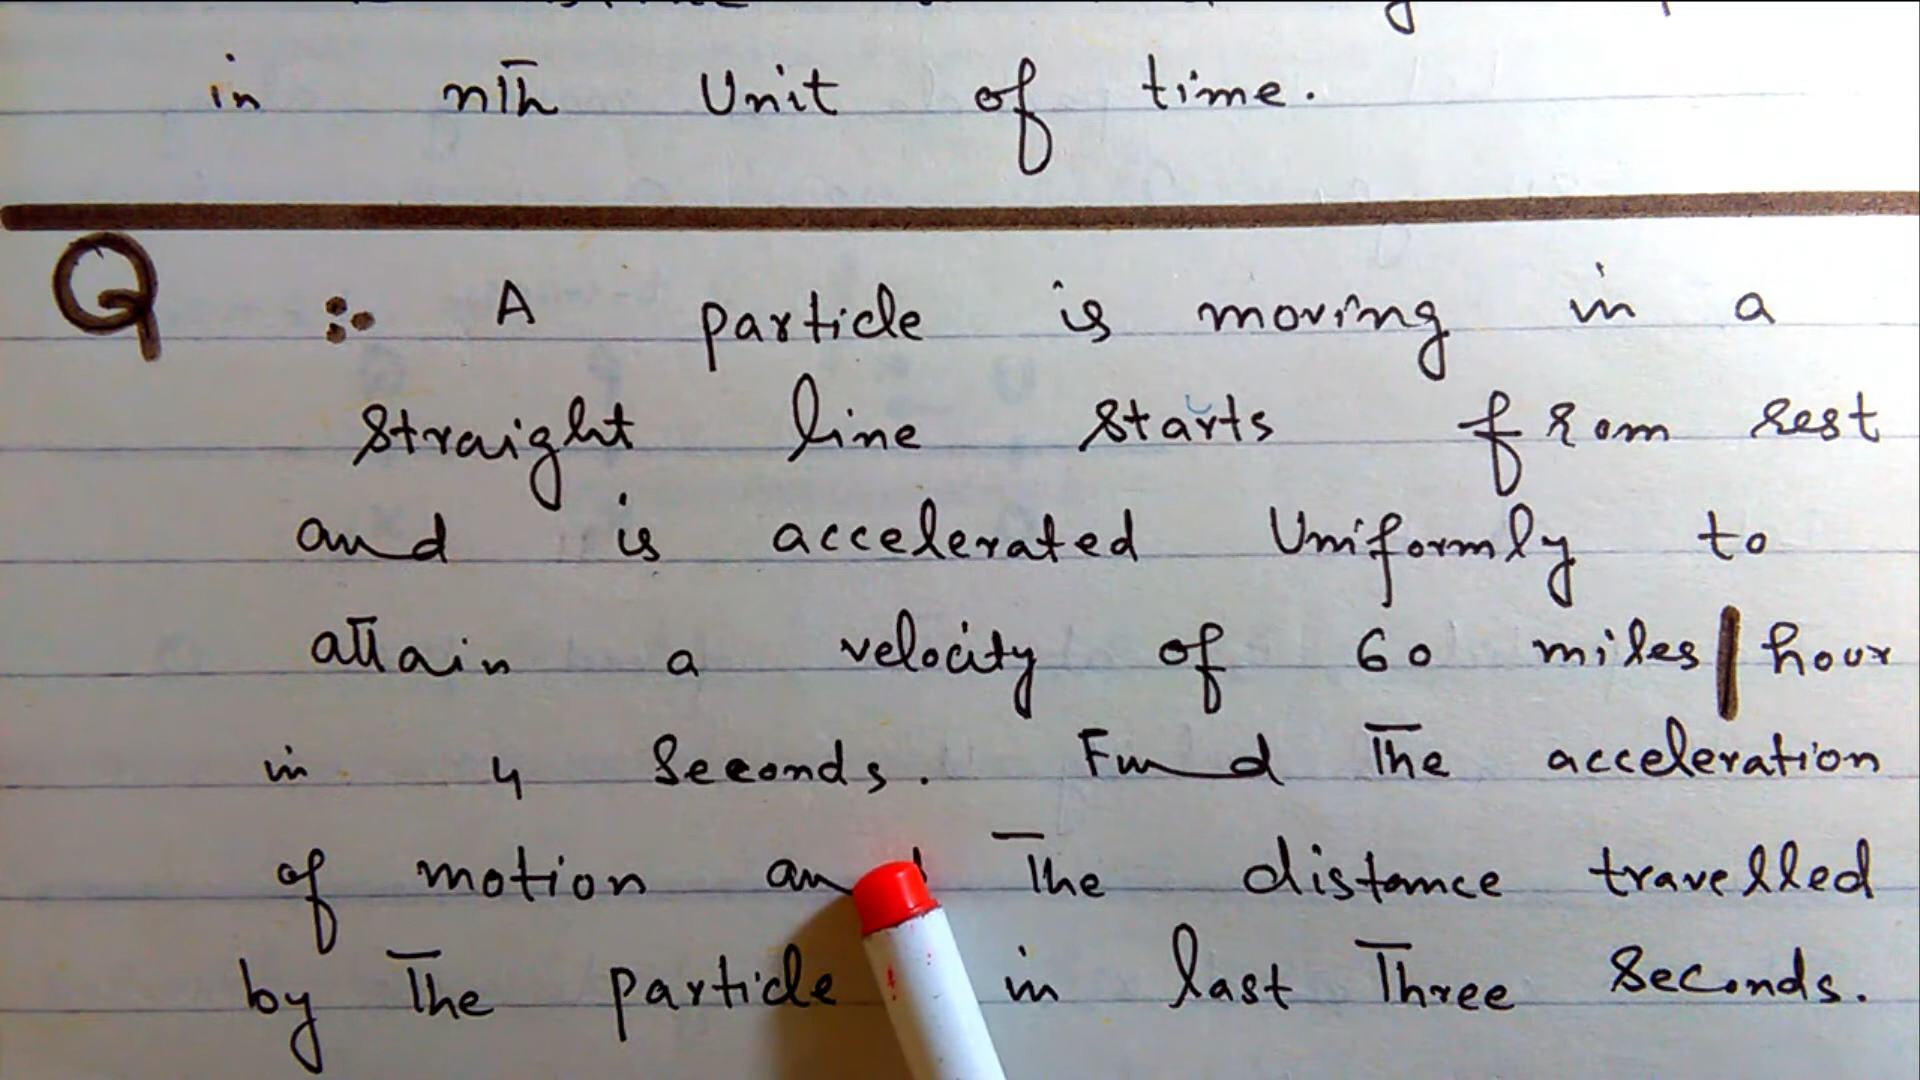 in nth Unit of time.
Q :- A particle is moving in a
straight line starts from rest
and is accelerated Uniformly to
attain a velocity of 60 miles/hour
in 4 Seconds. Find The acceleration
of motion and The distance travelled
by The particle in last Three Seconds.